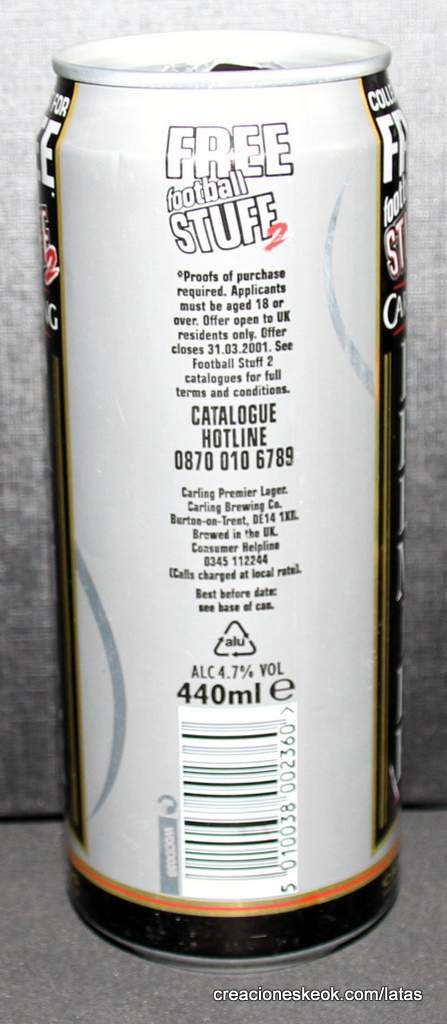 FREE
football
STUFF
2
*Proofs of purchase
required. Applicants
must be aged 18 or
over. Offer open to UK
residents only. Offer
closes 31.03.2001. See
Football Stuff 2
catalogues for full
terms and conditions.
CATALOGUE
HOTLINE
0870 010 6789
Carling Premier Lager.
Carling Brewing Co.
Burton-on-Trent, DE14 1XR.
Brewed in the UK.
Consumer Helpline
0345 112244
(Calls charged at local rate).
Best before date:
see base of can.
alu
ALC 4.7% VOL
440ml e
5 010038 002360 >
FOR
2
G
creacioneskeok.com/latas